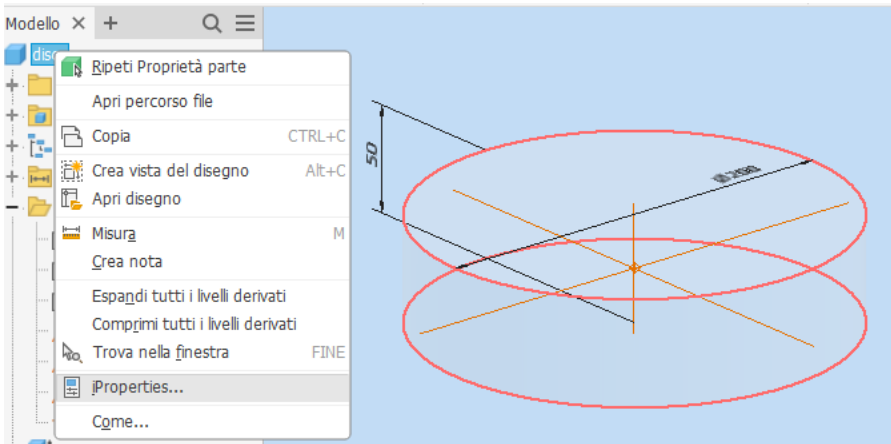 Modello
Ripeti Proprietà parte
Apri percorso file
Copia CTRL+C
Crea vista del disegno Alt+C
Apri disegno
Misura M
Crea nota
Espandi tutti i livelli derivati
Comprimi tutti i livelli derivati
Trova nella finestra FINE
iProperties...
Come...
50